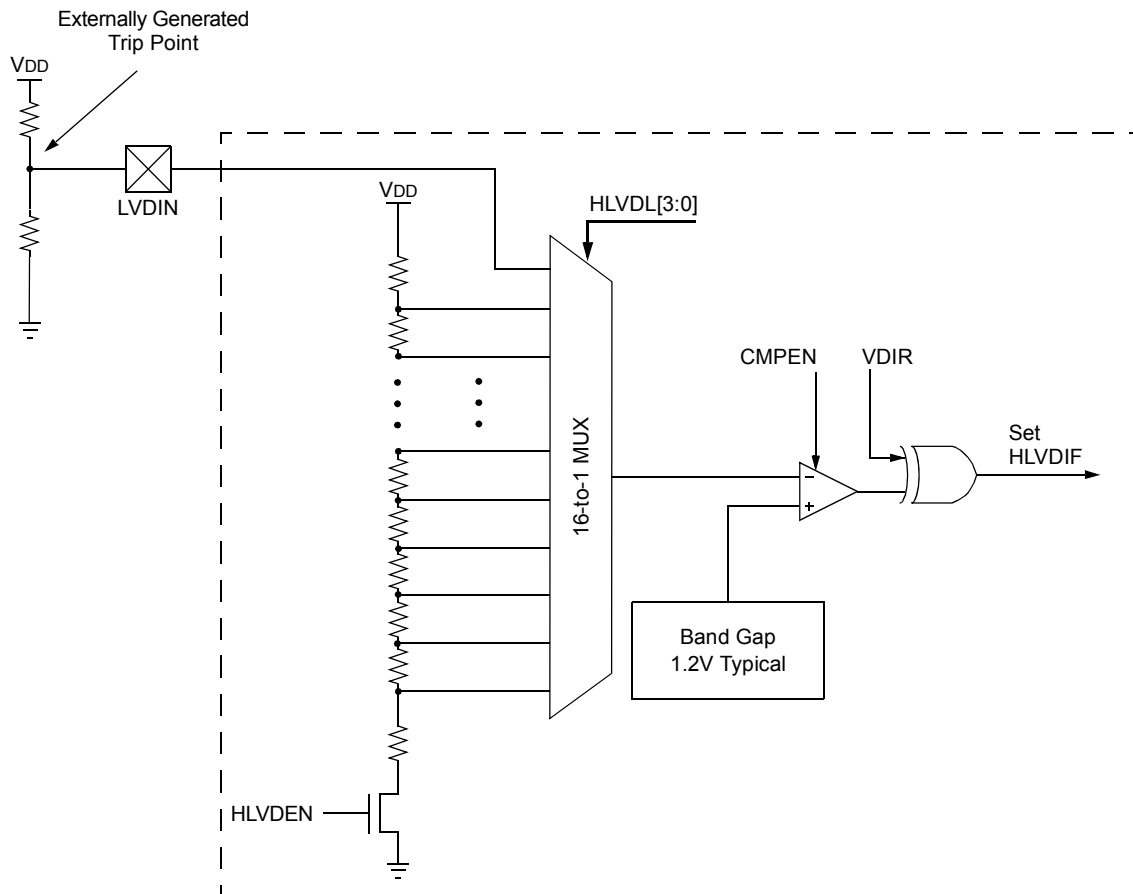 Externally Generated
Trip Point
VDD
LVDIN
VDD
HLVDL[3:0]
16-to-1 MUX
CMPEN
VDIR
Set
HLVDIF
–
+
Band Gap
1.2V Typical
HLVDEN